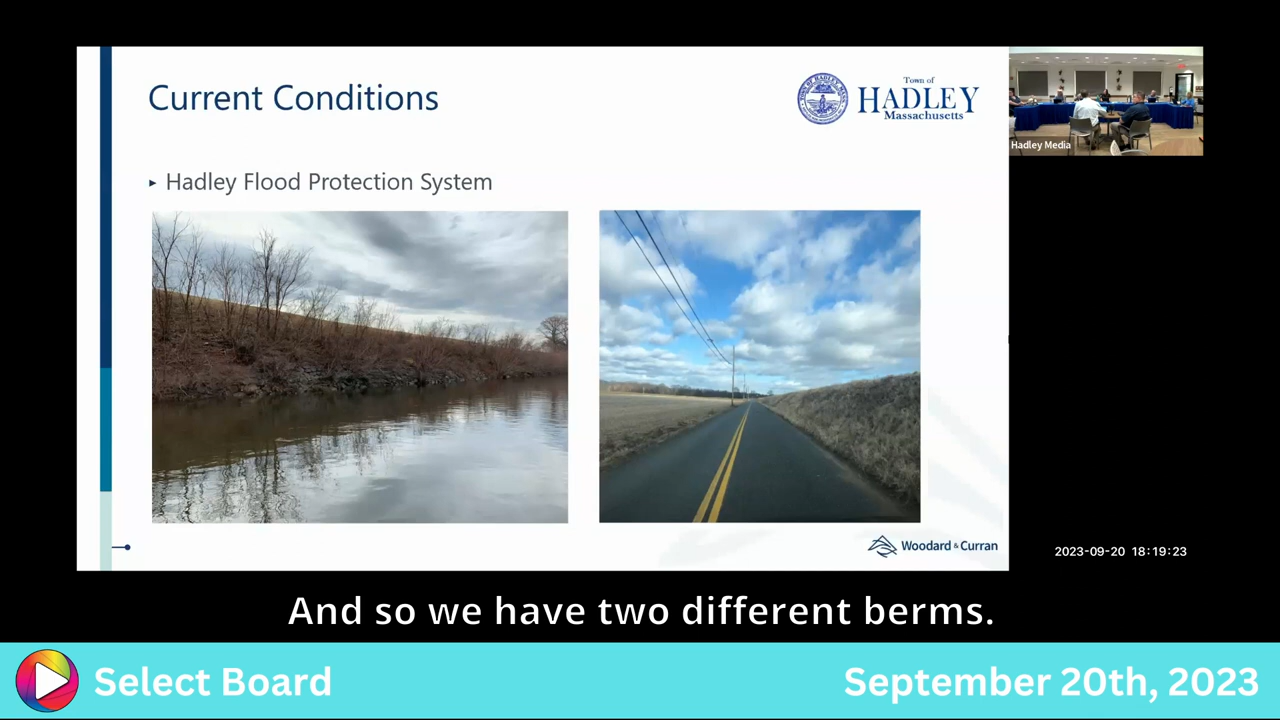 Current Conditions
Town of
HADLEY
Massachusetts
Hadley Flood Protection System
Hadley Media
Woodard & Curran
2023-09-20 18:19:23
And so we have two different berms.
Select Board
September 20th, 2023